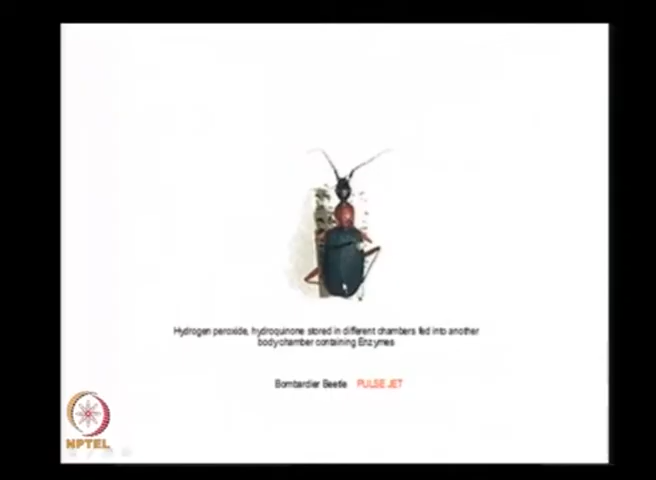 Hydrogen peroxide, hydroquinone stored in different chambers fed into another
body chamber containing Enzymes
Bombardier Beetle PULSE JET
NPTEL